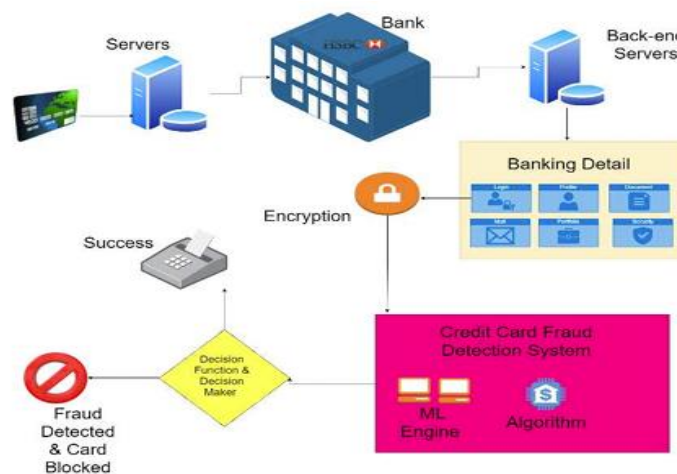 Servers
Bank
HSBC
Back-end
Servers
Banking Detail
Login
Profile
Document
Mail
Portfolio
Security
Encryption
Success
Credit Card Fraud
Detection System
ML
Engine
Algorithm
Decision
Function &
Decision
Maker
Fraud
Detected
& Card
Blocked